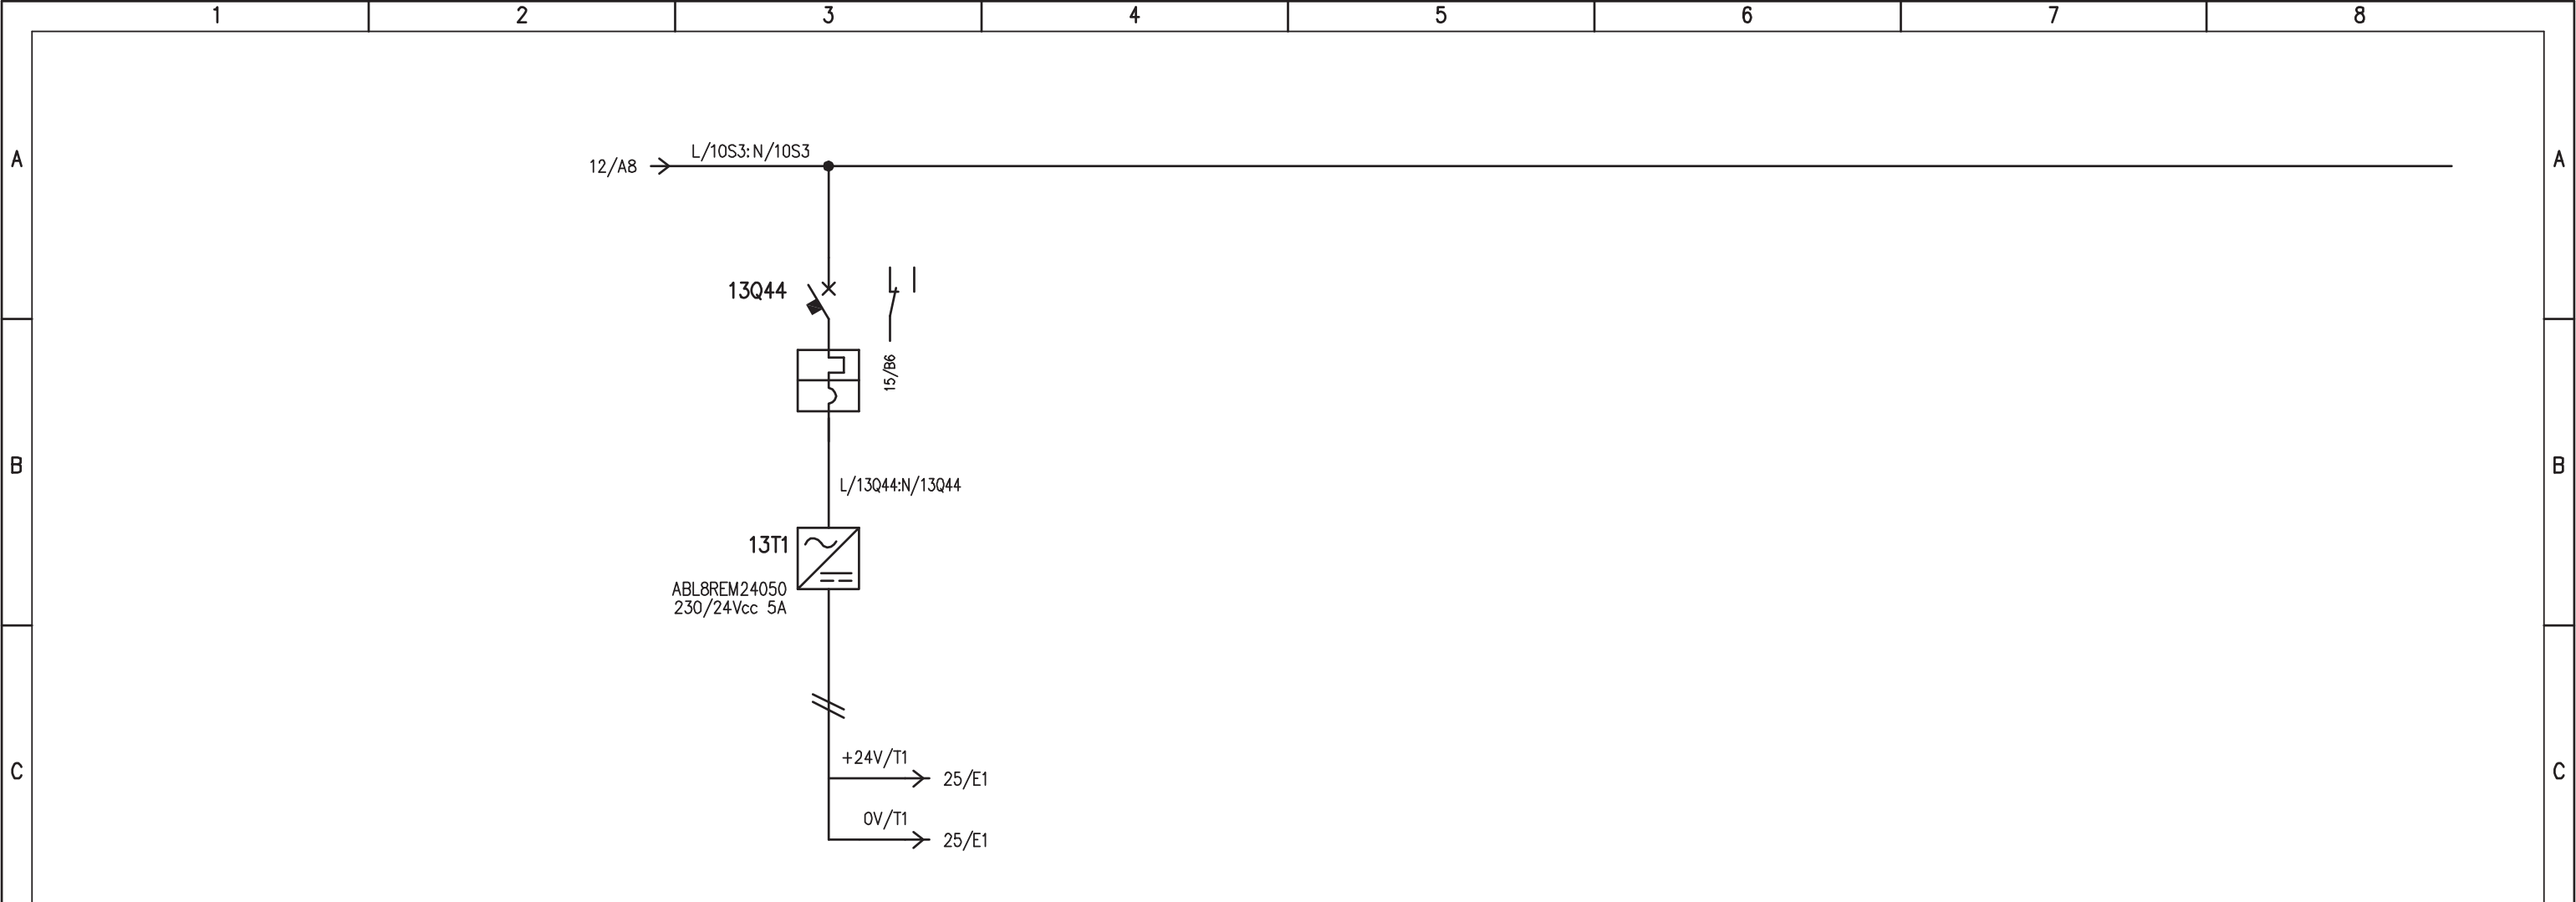 1 2 3 4 5 6 7 8
A A
L/10S3:N/10S3
12/A8
13Q44
15/B6
B B
L/13Q44:N/13Q44
13T1
ABL8REM24050
230/24Vcc 5A
+24V/T1
C C
25/E1
0V/T1
25/E1